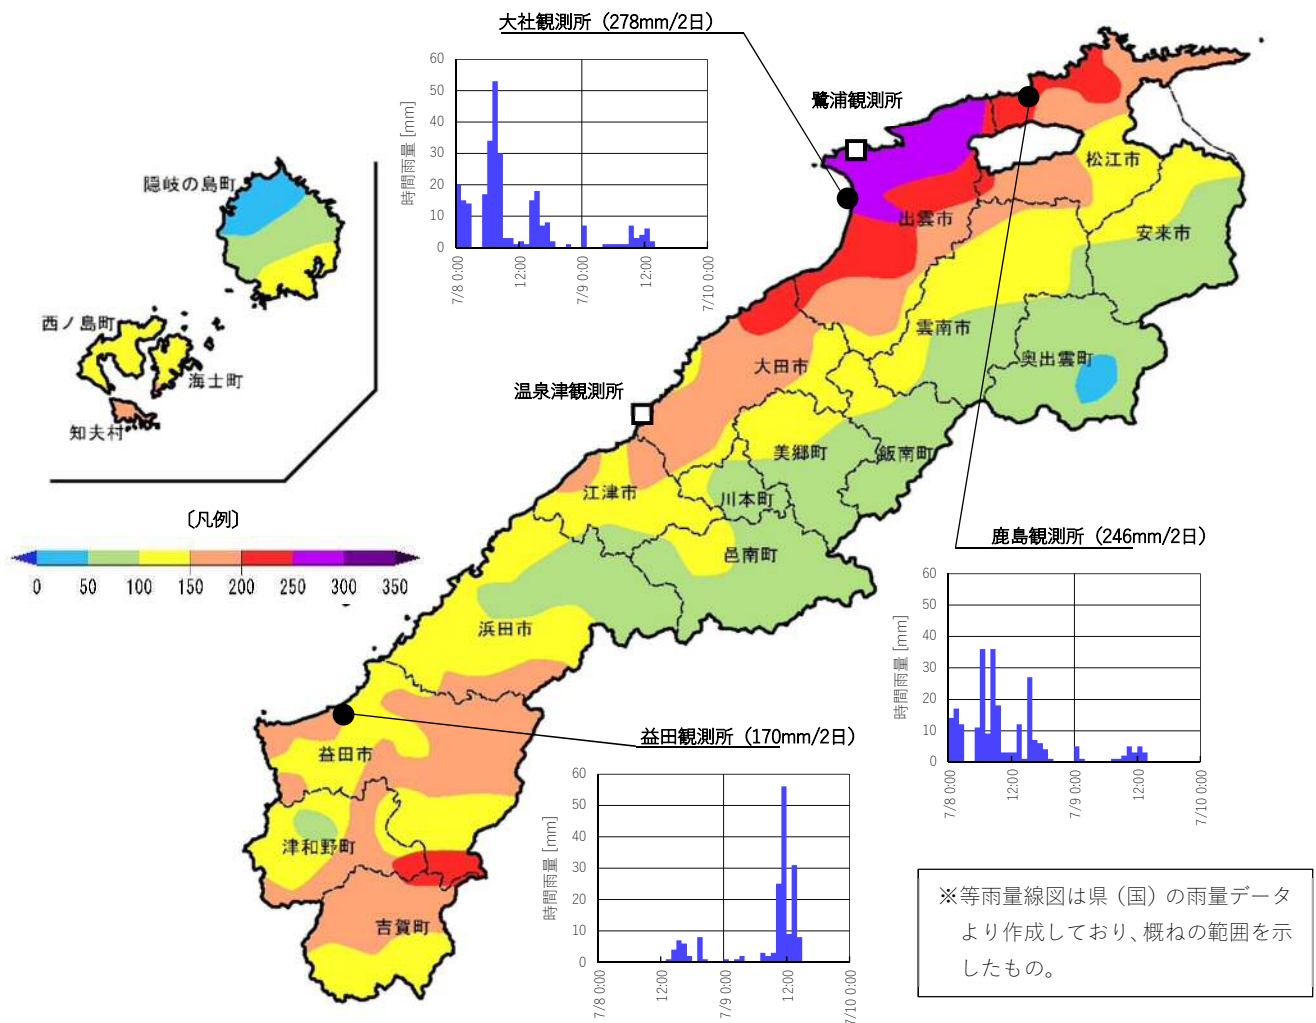 大社観測所（278mm/2日）
時間雨量 [mm]
60
50
40
30
20
10
0
7/8 0:00
12:00
7/9 0:00
12:00
7/10 0:00
鷺浦観測所
松江市
出雲市
安来市
隠岐の島町
西ノ島町
海士町
知夫村
雲南市
奥出雲町
大田市
温泉津観測所
美郷町
飯南町
江津市
川本町
邑南町
〔凡例〕
0 50 100 150 200 250 300 350
鹿島観測所（246mm/2日）
時間雨量 [mm]
60
50
40
30
20
10
0
7/8 0:00
12:00
7/9 0:00
12:00
7/10 0:00
浜田市
益田市
津和野町
吉賀町
益田観測所（170mm/2日）
時間雨量 [mm]
60
50
40
30
20
10
0
7/8 0:00
12:00
7/9 0:00
12:00
7/10 0:00
※等雨量線図は県（国）の雨量データ
より作成しており、概ねの範囲を示
したもの。